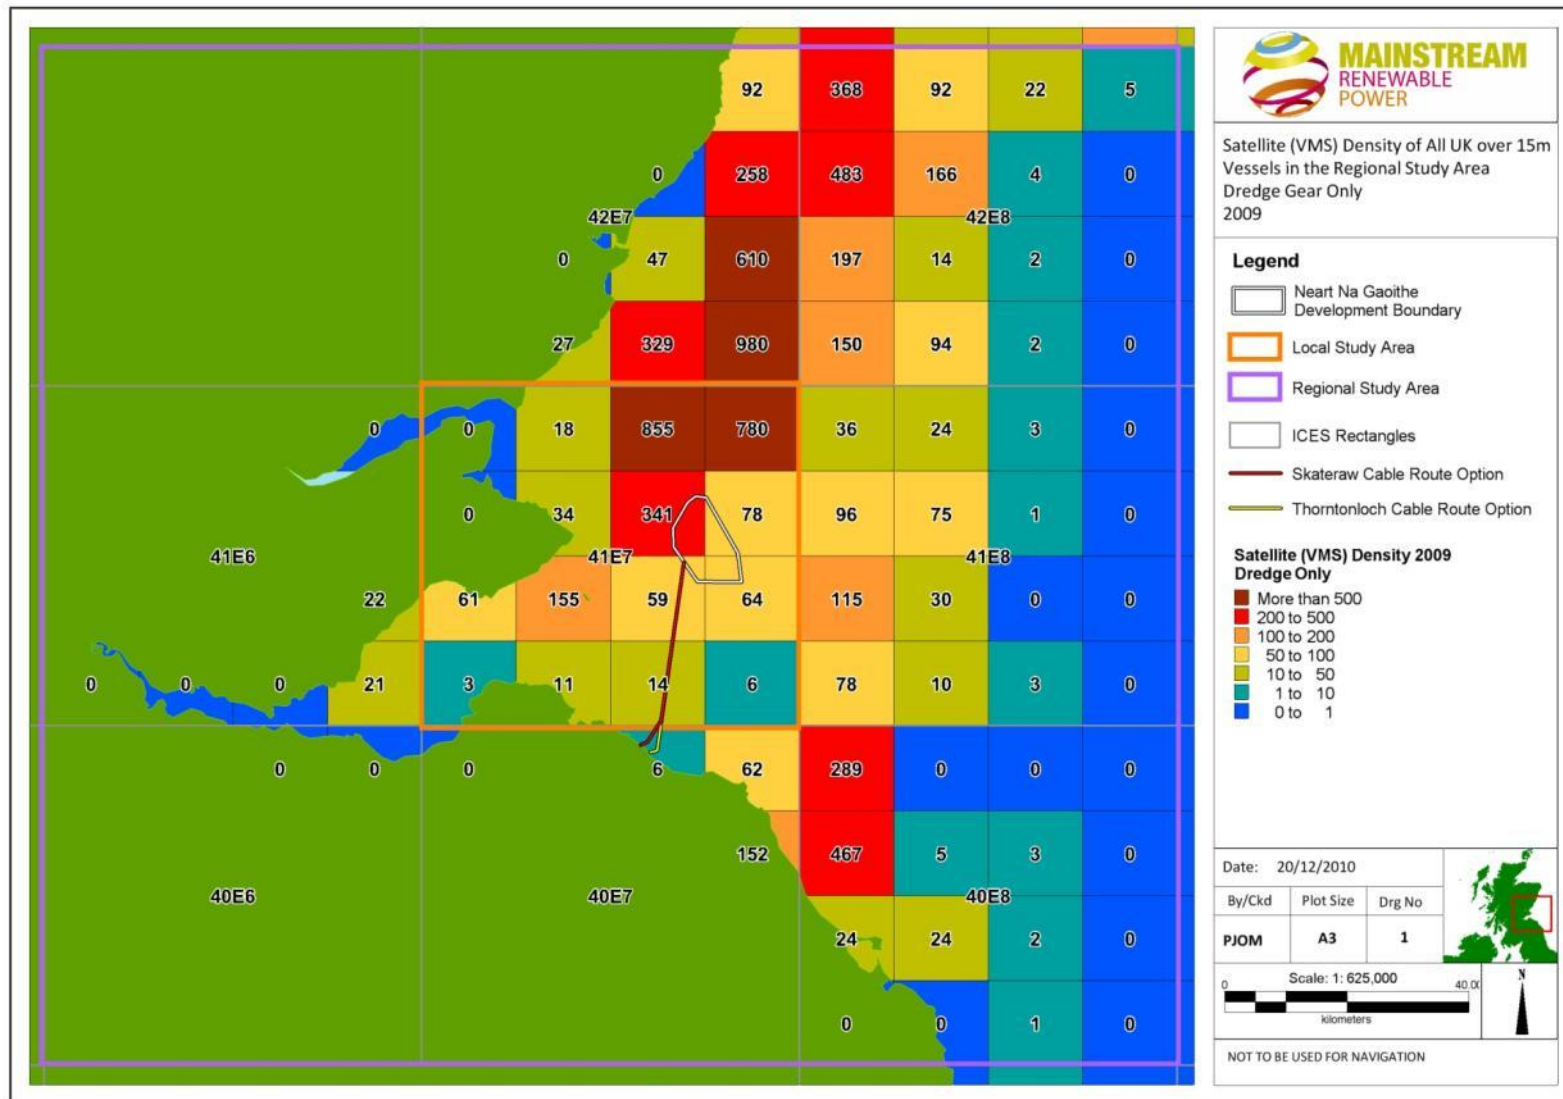 92 368 92 22 5
0 258 483 166 4 0
42E7 42E8
0 47 610 197 14 2 0
27 329 980 150 94 2 0
0 0 18 855 780 36 24 3 0
0 34 341 78 96 75 1 0
41E6 41E7 41E8
22 61 155 59 64 115 30 0 0
0 0 0 21 3 11 14 6 78 10 3 0
0 0 0 6 62 289 0 0 0
152 467 5 3 0
40E6 40E7 40E8
24 24 2 0
0 0 1 0
MAINSTREAM
RENEWABLE
POWER
Satellite (VMS) Density of All UK over 15m
Vessels in the Regional Study Area
Dredge Gear Only
2009
Legend
Neart Na Gaoithe
Development Boundary
Local Study Area
Regional Study Area
ICES Rectangles
Skateraw Cable Route Option
Thorntonloch Cable Route Option
Satellite (VMS) Density 2009
Dredge Only
More than 500
200 to 500
100 to 200
50 to 100
10 to 50
1 to 10
0 to 1
Date: 20/12/2010
By/Ckd Plot Size Drg No
PJOM A3 1
Scale: 1: 625,000
0 40.00
kilometers
N
NOT TO BE USED FOR NAVIGATION